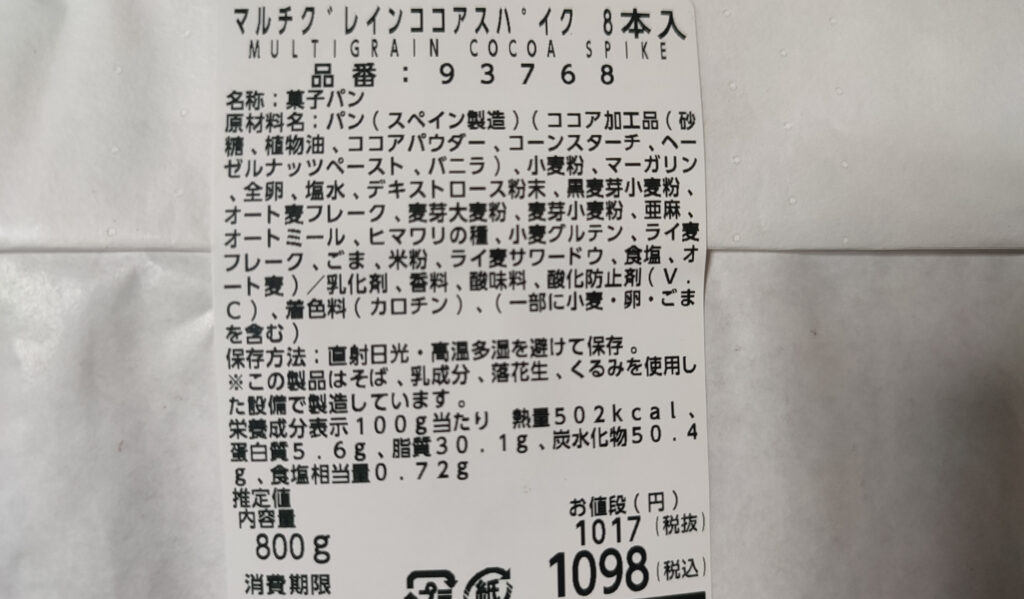 マルチグレインココアスパイク 8本入
MULTIGRAIN COCOA SPIKE
品番：93768
名称：菓子パン
原材料名：パン（スペイン製造）（ココア加工品（砂
糖、植物油、ココアパウダー、コーンスターチ、ヘー
ゼルナッツペースト、バニラ）、小麦粉、マーガリン
、全卵、塩水、デキストロース粉末、黒麦芽小麦粉、
オート麦フレーク、麦芽大麦粉、麦芽小麦粉、亜麻、
オートミール、ヒマワリの種、小麦グルテン、ライ麦
フレーク、ごま、米粉、ライ麦サワードウ、食塩、オ
ート麦）／乳化剤、香料、酸味料、酸化防止剤（V．
C）、着色料（カロチン）、（一部に小麦・卵・ごま
を含む）
保存方法：直射日光・高温多湿を避けて保存。
※この製品はそば、乳成分、落花生、くるみを使用し
た設備で製造しています。
栄養成分表示100g当たり　熱量502kcal、
蛋白質5．6g、脂質30．1g、炭水化物50．4
g、食塩相当量0．72g
推定値
内容量
800g
お値段（円）
1017（税抜）
1098（税込）
消費期限
プラ
紙